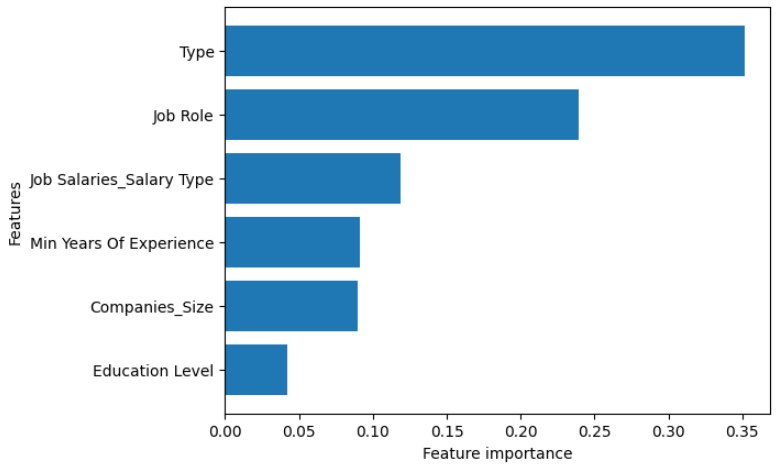 Features
Type
Job Role
Job Salaries_Salary Type
Min Years Of Experience
Companies_Size
Education Level
0.00 0.05 0.10 0.15 0.20 0.25 0.30 0.35
Feature importance